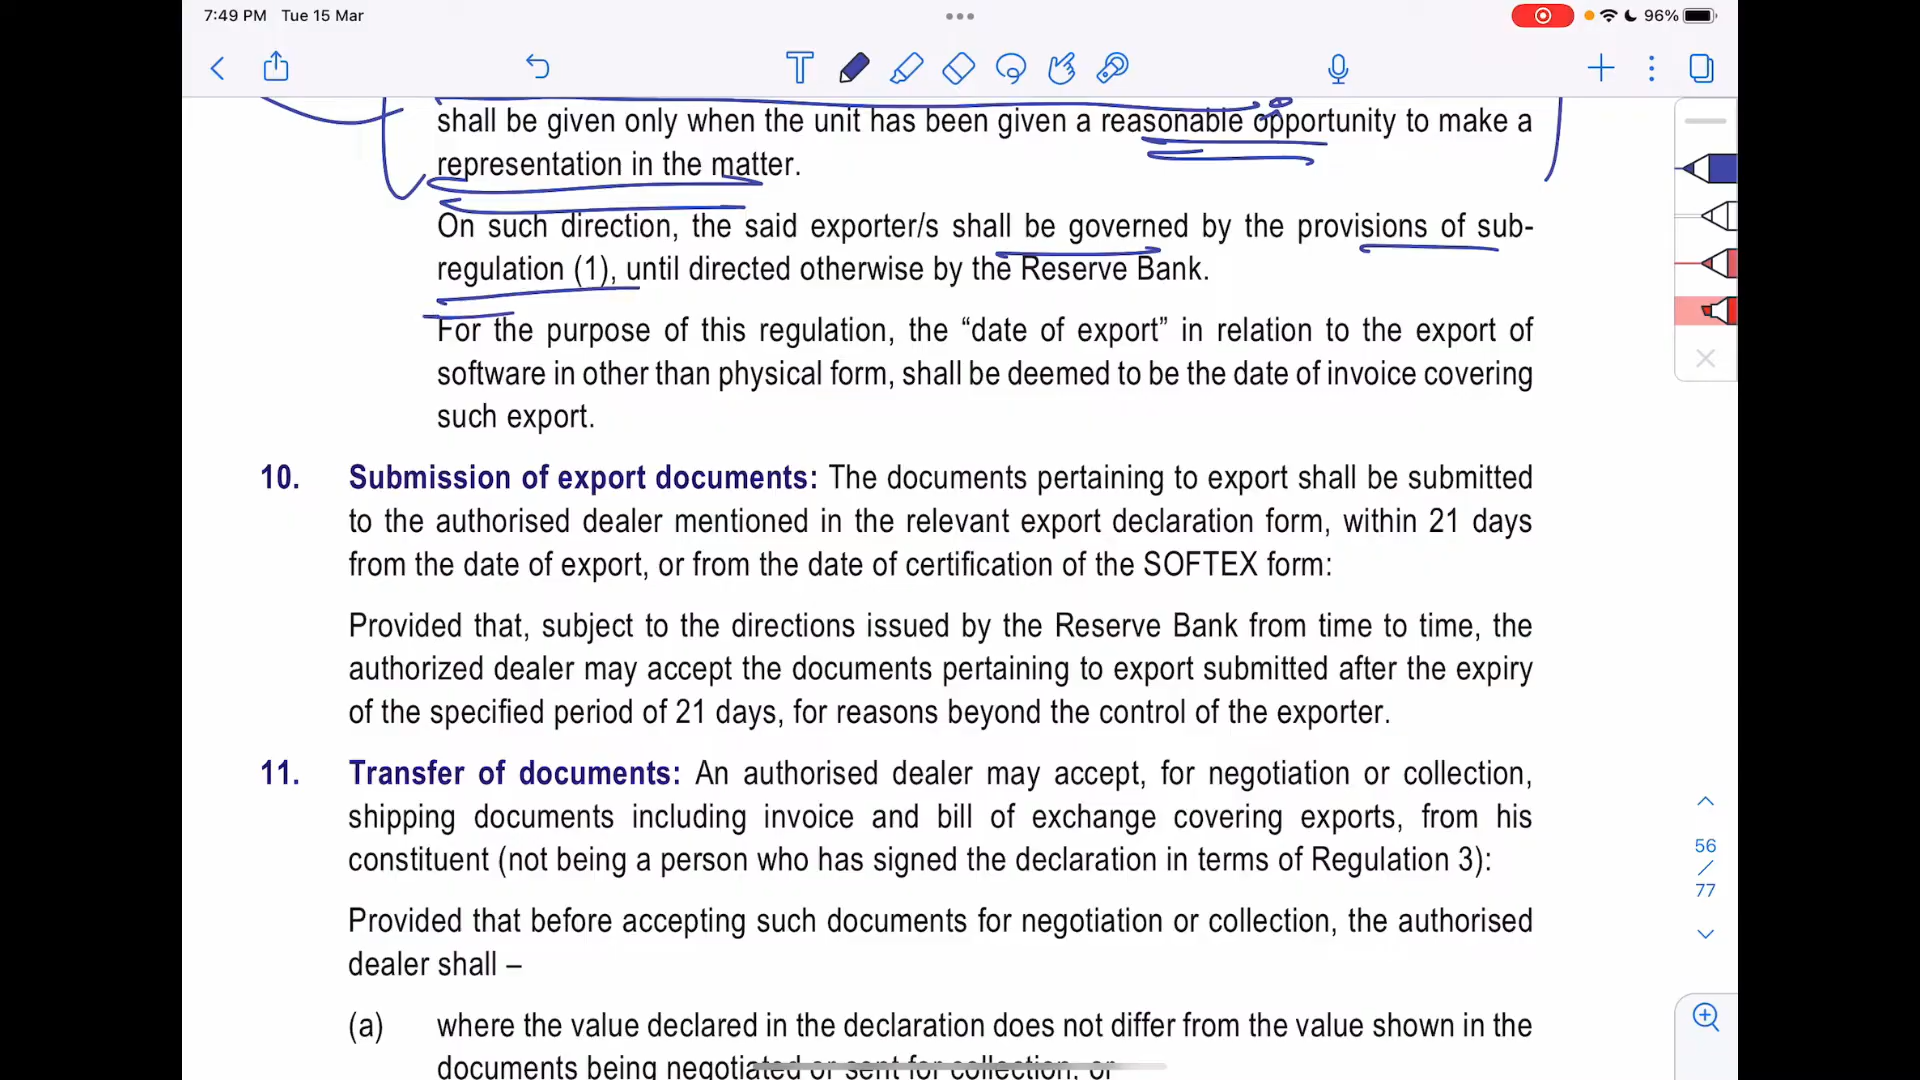 7:49 PM Tue 15 Mar
96%
shall be given only when the unit has been given a reasonable opportunity to make a
representation in the matter.
On such direction, the said exporter/s shall be governed by the provisions of sub-
regulation (1), until directed otherwise by the Reserve Bank.
For the purpose of this regulation, the “date of export” in relation to the export of
software in other than physical form, shall be deemed to be the date of invoice covering
such export.
10. Submission of export documents: The documents pertaining to export shall be submitted
to the authorised dealer mentioned in the relevant export declaration form, within 21 days
from the date of export, or from the date of certification of the SOFTEX form:
Provided that, subject to the directions issued by the Reserve Bank from time to time, the
authorized dealer may accept the documents pertaining to export submitted after the expiry
of the specified period of 21 days, for reasons beyond the control of the exporter.
11. Transfer of documents: An authorised dealer may accept, for negotiation or collection,
shipping documents including invoice and bill of exchange covering exports, from his
constituent (not being a person who has signed the declaration in terms of Regulation 3):
Provided that before accepting such documents for negotiation or collection, the authorised
dealer shall –
(a) where the value declared in the declaration does not differ from the value shown in the
documents being negotiated or sent for collection, or
56
/
77